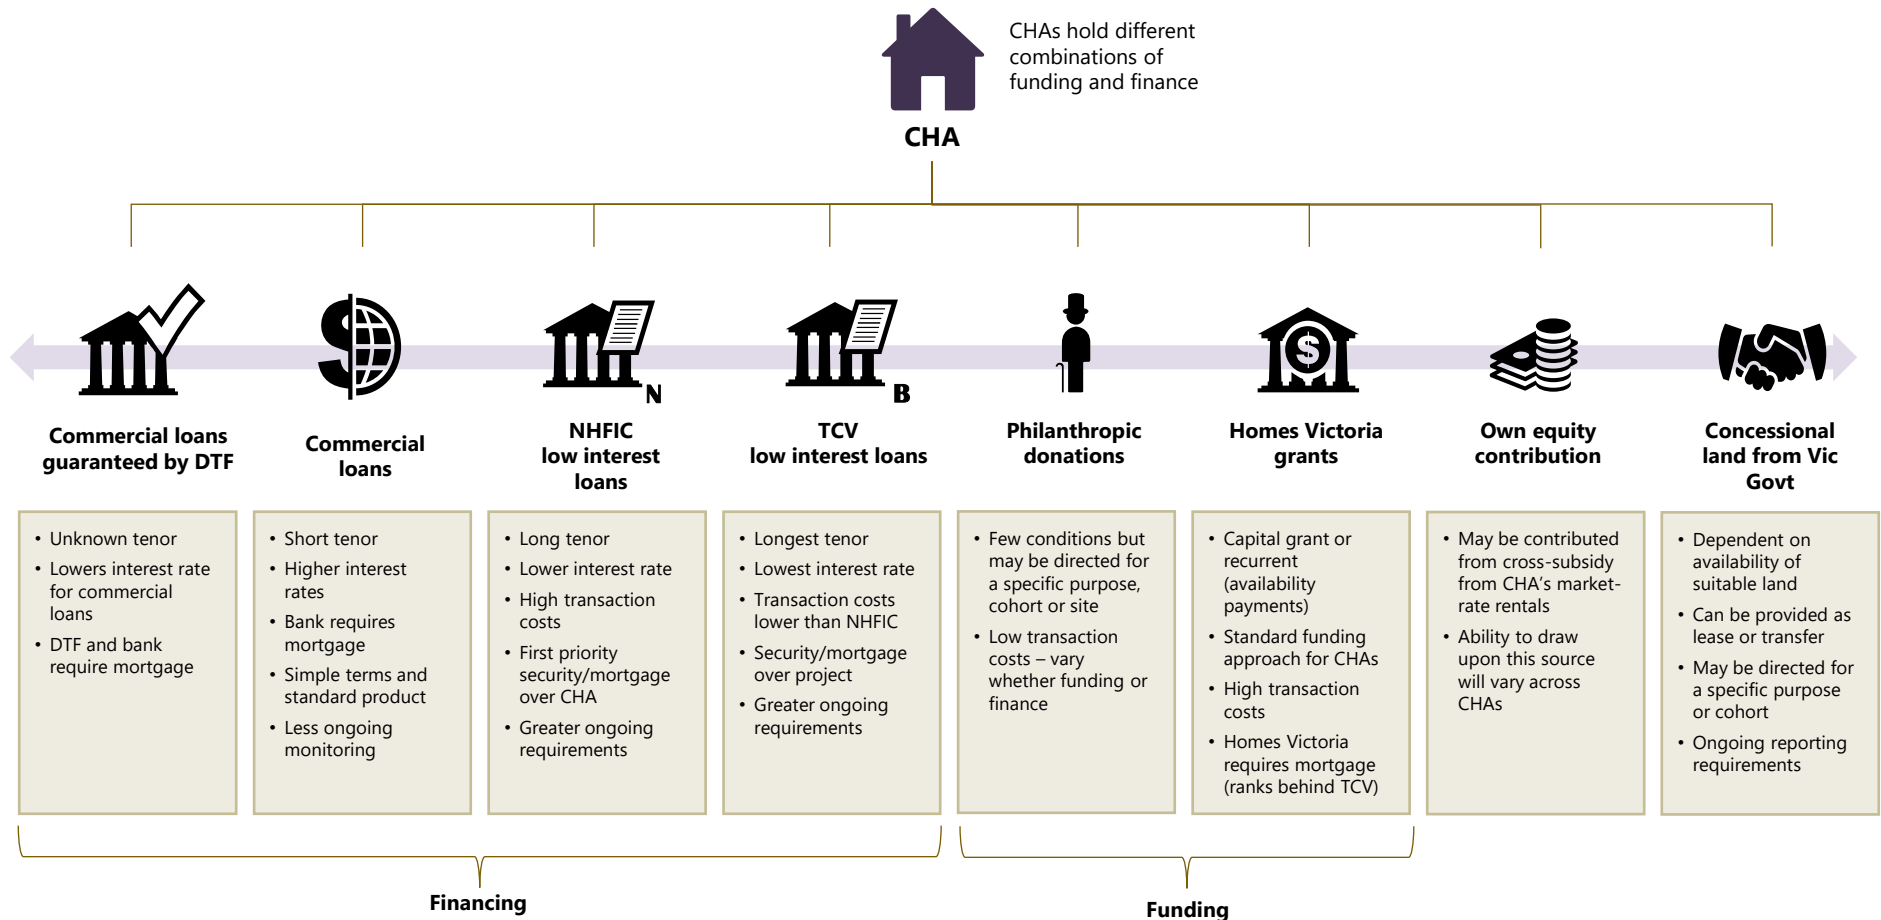 CHAs hold different
combinations of
funding and finance
CHA
N
B
Commercial loans
guaranteed by DTF
Commercial
loans
NHFIC
low interest
loans
TCV
low interest loans
Philanthropic
donations
Homes Victoria
grants
Own equity
contribution
Concessional
land from Vic
Govt
• Unknown tenor
• Lowers interest rate
for commercial
loans
• DTF and bank
require mortgage
• Short tenor
• Higher interest
rates
• Bank requires
mortgage
• Simple terms and
standard product
• Less ongoing
monitoring
• Long tenor
• Lower interest rate
• High transaction
costs
• First priority
security/mortgage
over CHA
• Greater ongoing
requirements
• Longest tenor
• Lowest interest rate
• Transaction costs
lower than NHFIC
• Security/mortgage
over project
• Greater ongoing
requirements
• Few conditions but
may be directed for
a specific purpose,
cohort or site
• Low transaction
costs – vary
whether funding or
finance
• Capital grant or
recurrent
(availability
payments)
• Standard funding
approach for CHAs
• High transaction
costs
• Homes Victoria
requires mortgage
(ranks behind TCV)
• May be contributed
from cross-subsidy
from CHA’s market-
rate rentals
• Ability to draw
upon this source
will vary across
CHAs
• Dependent on
availability of
suitable land
• Can be provided as
lease or transfer
• May be directed for
a specific purpose
or cohort
• Ongoing reporting
requirements
Financing
Funding